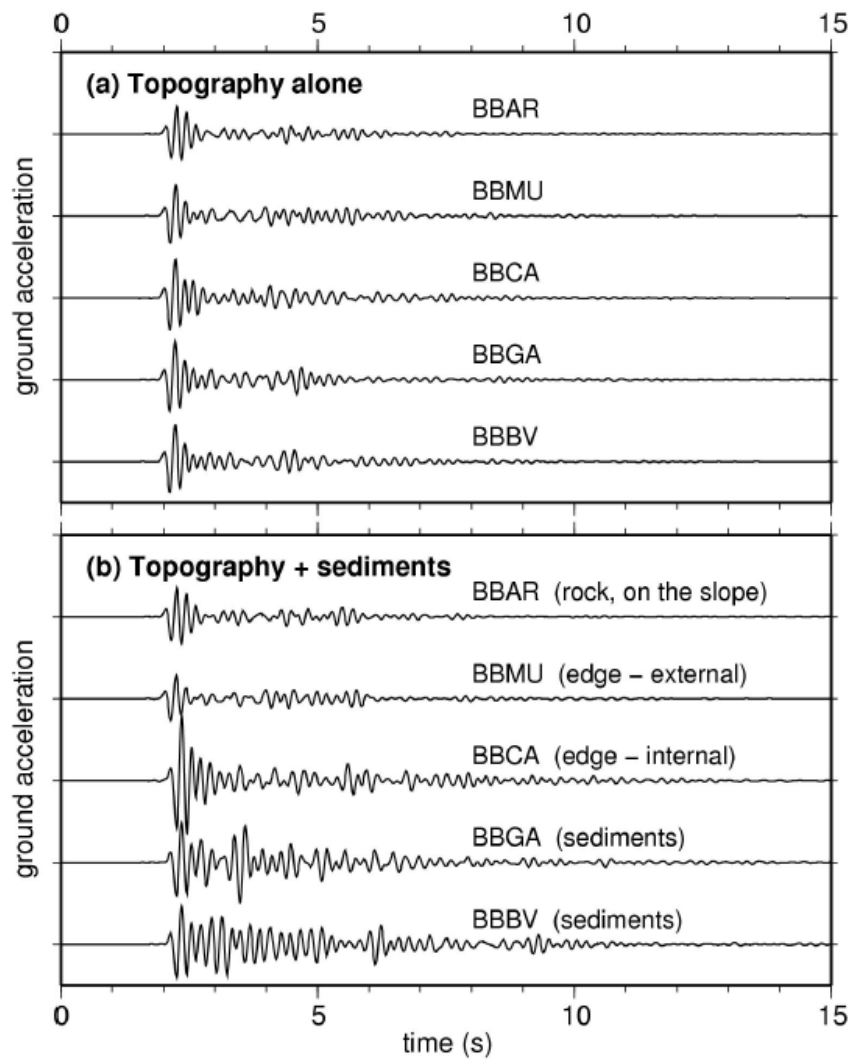 0 5 10 15
(a) Topography alone
BBAR
BBMU
BBCA
BBGA
BBBV
ground acceleration
(b) Topography + sediments
BBAR (rock, on the slope)
BBMU (edge − external)
BBCA (edge − internal)
BBGA (sediments)
BBBV (sediments)
ground acceleration
0 5 10 15
time (s)